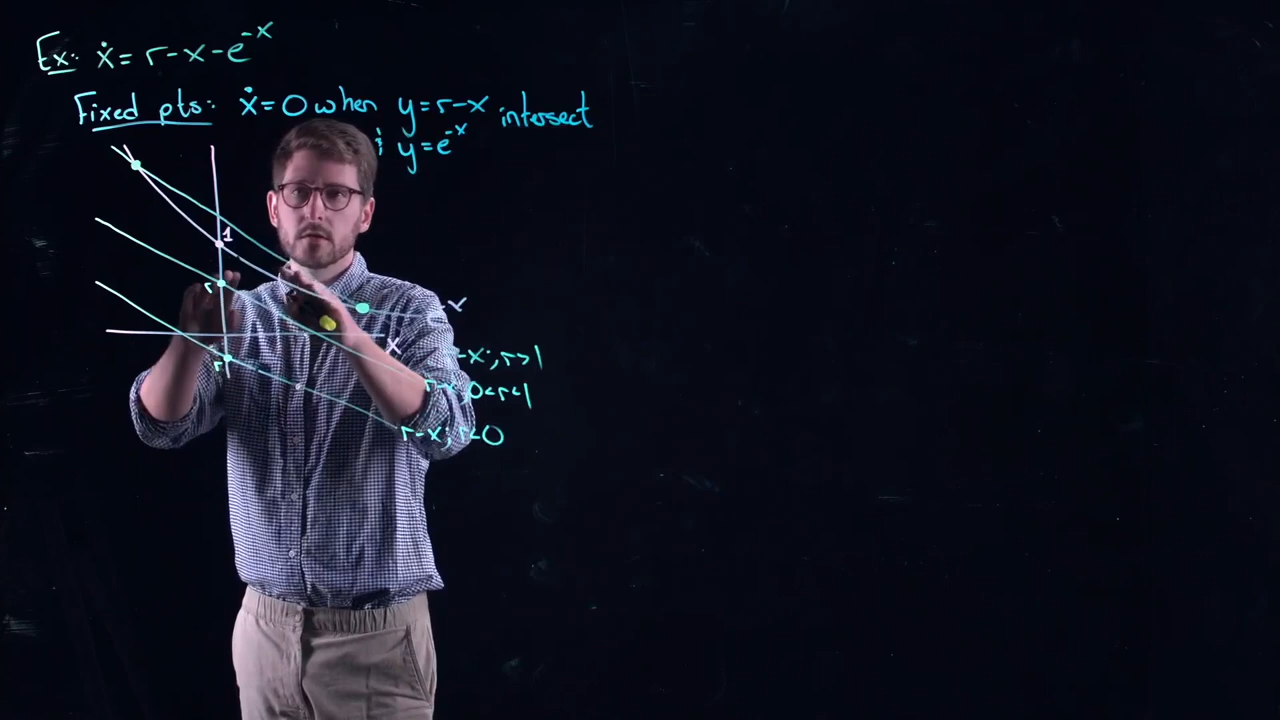 Ex: ẋ = r - x - e^{-x}
Fixed pts: ẋ = 0 when y = r - x intersect
y = e^{-x}
1
r
-x
x
-x; r>1
r-x; 0<r<1
r
r-x; r<0